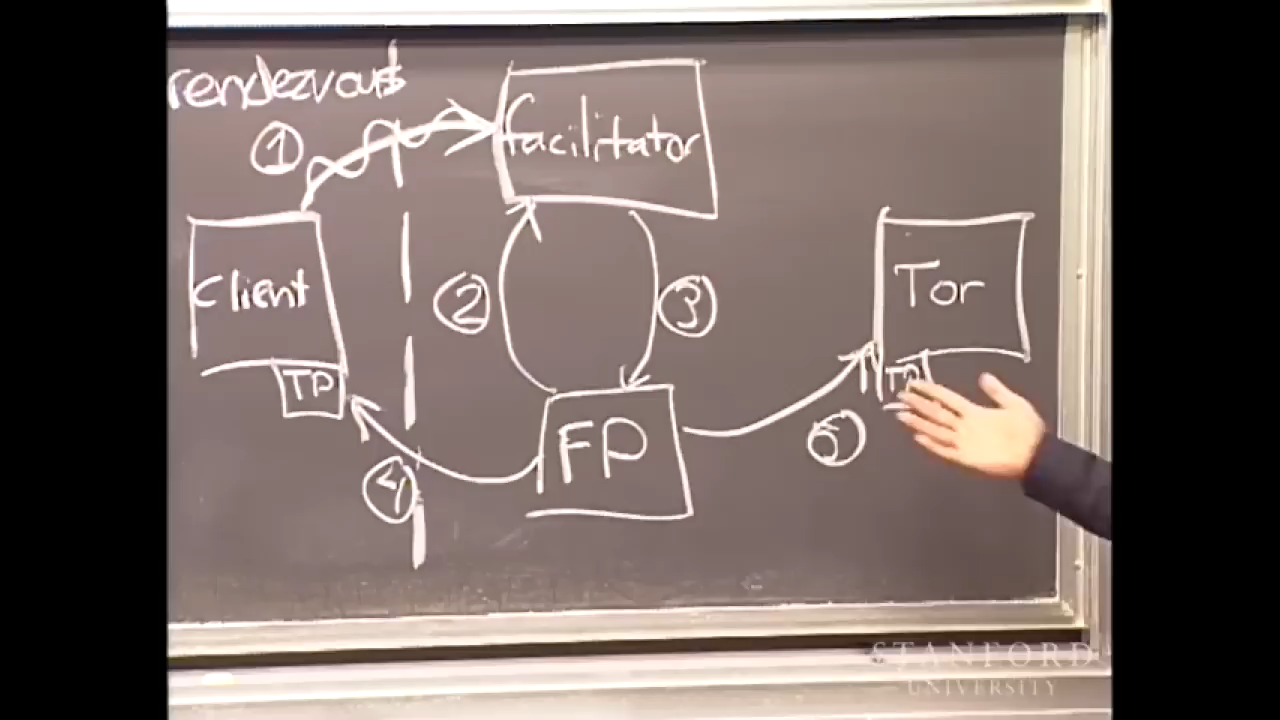 rendezvous
1
facilitator
Client
2
3
Tor
TP
TP
FP
4
5
STANFORD
UNIVERSITY